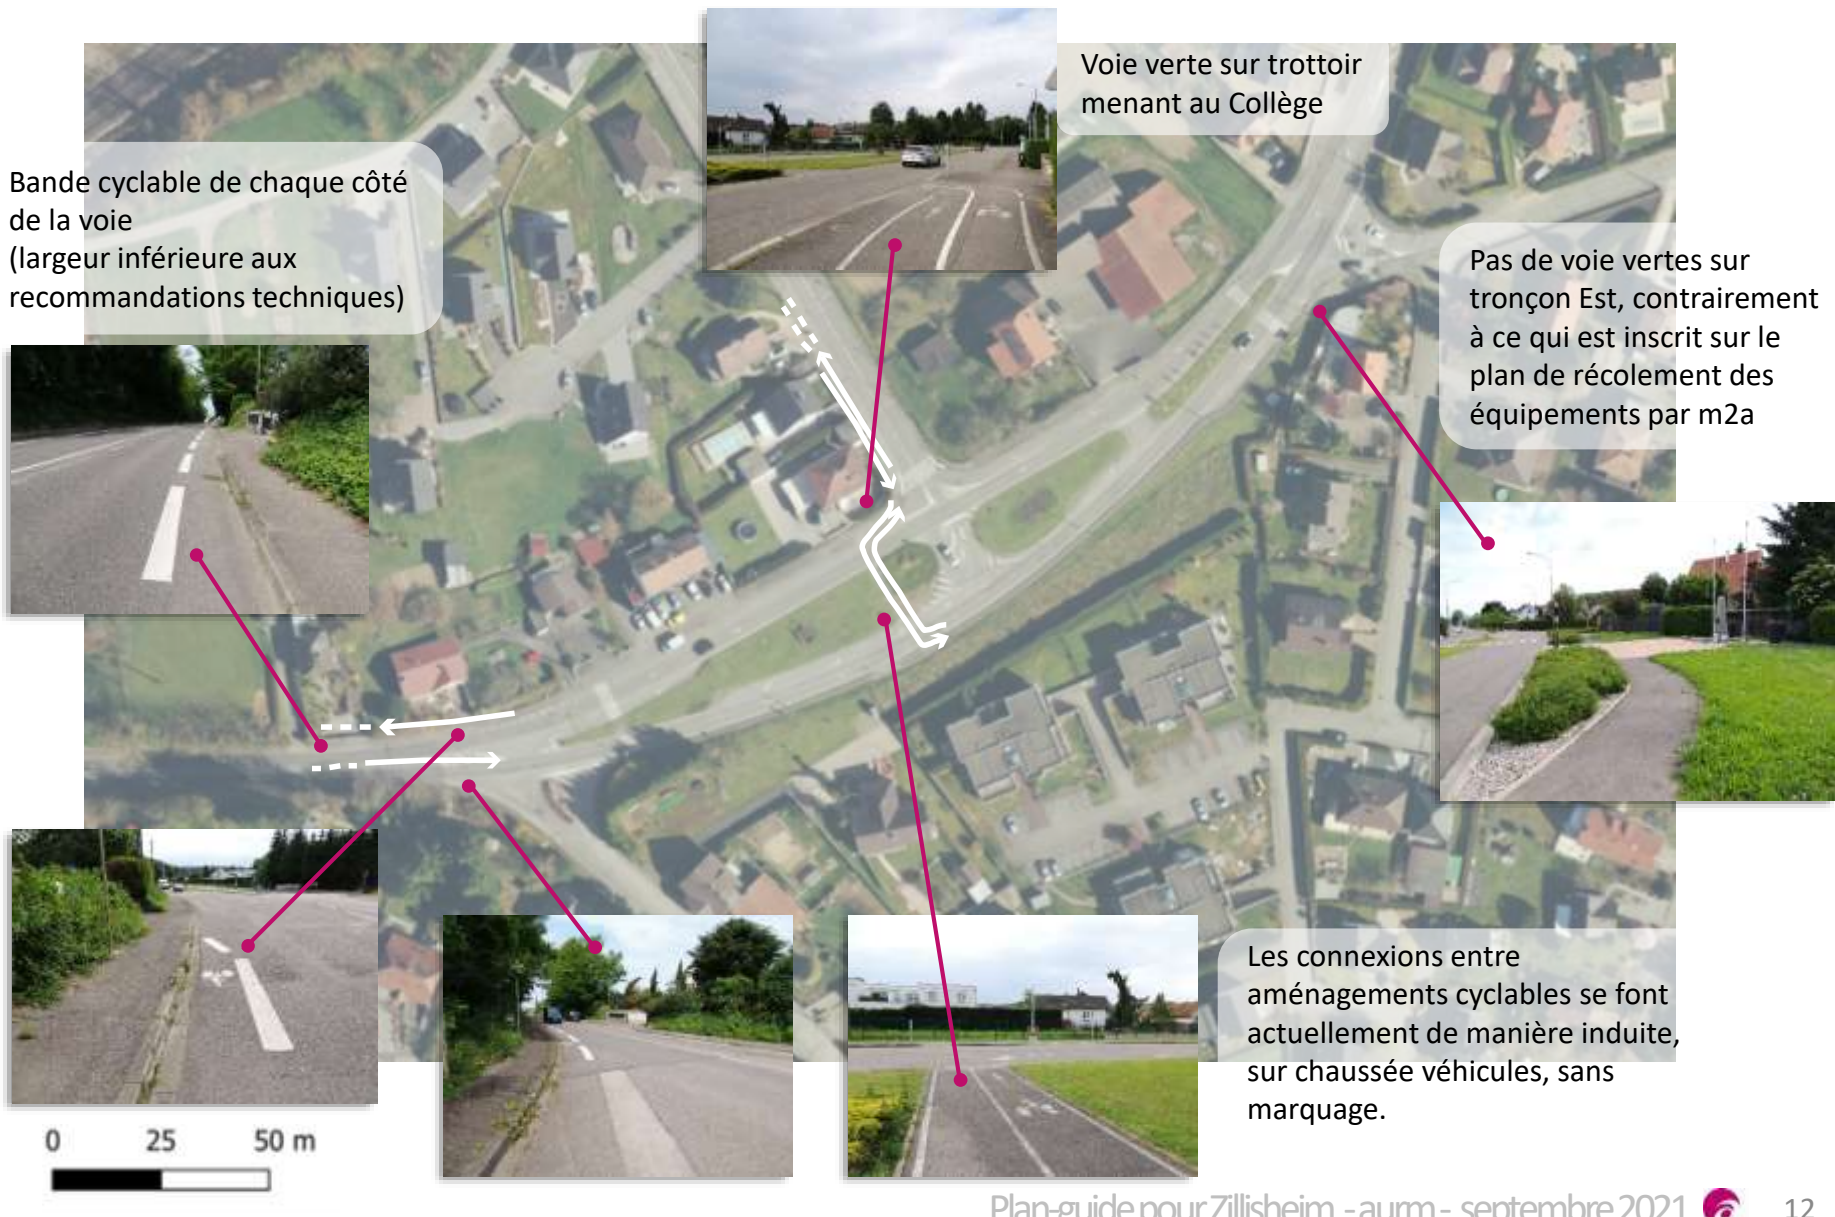 Voie verte sur trottoir
menant au Collège
Bande cyclable de chaque côté
de la voie
(largeur inférieure aux
recommandations techniques)
Pas de voie vertes sur
tronçon Est, contrairement
à ce qui est inscrit sur le
plan de récolement des
équipements par m2a
Les connexions entre
aménagements cyclables se font
actuellement de manière induite,
sur chaussée véhicules, sans
marquage.
0 25 50 m
Plan-guide pour Zillisheim - aurm - septembre 2021 12